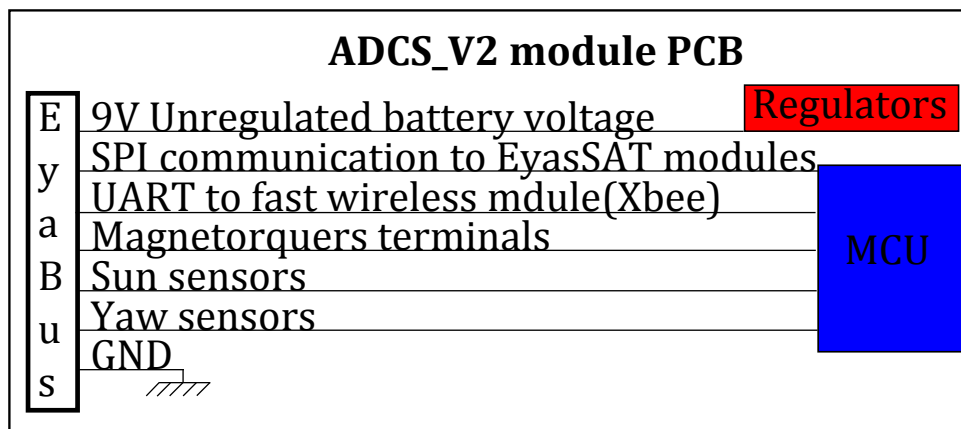 ADCS_V2 module PCB
EyaBus
9V Unregulated battery voltage
Regulators
SPI communication to EyasSAT modules
UART to fast wireless mdule(Xbee)
Magnetorquers terminals
MCU
Sun sensors
Yaw sensors
GND